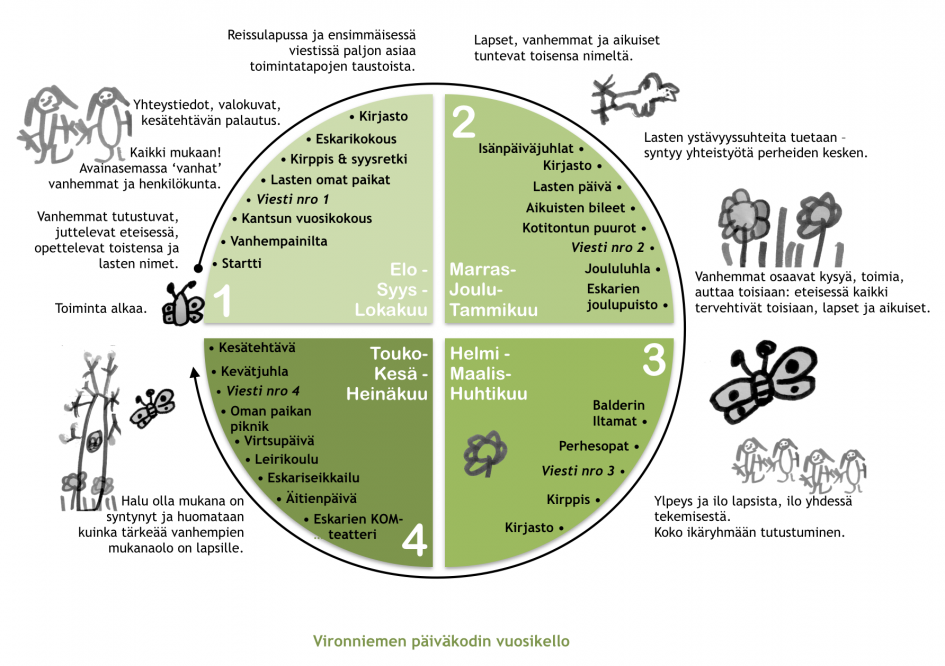 Reissulapussa ja ensimmäisessä
viestissä paljon asiaa
toimintatapojen taustoista.
Yhteystiedot, valokuvat,
kesätehtävän palautus.
Kaikki mukaan!
Avainasemassa ‘vanhat’
vanhemmat ja henkilökunta.
Vanhemmat tutustuvat,
juttelevat eteisessä,
opettelevat toistensa ja
lasten nimet.
Toiminta alkaa.
• Kirjasto
• Eskarikokous
• Kirppis & syysretki
• Lasten omat paikat
• Viesti nro 1
• Kantsun vuosikokous
• Vanhempainilta
• Startti
1
Elo -
Syys -
Lokakuu
Lapset, vanhemmat ja aikuiset
tuntevat toisensa nimeltä.
Lasten ystävyyssuhteita tuetaan –
syntyy yhteistyötä perheiden kesken.
Vanhemmat osaavat kysyä, toimia,
auttaa toisiaan: eteisessä kaikki
tervehtivät toisiaan, lapset ja aikuiset.
2
Isänpäiväjuhlat •
Kirjasto •
Lasten päivä •
Aikuisten bileet •
Kotitontun puurot •
Viesti nro 2 •
Joululuhla •
Eskarien
joulupuisto •
Marras-
Joulu-
Tammikuu
Helmi -
Maalis-
Huhtikuu
3
Balderin
Iltamat •
Perhesopat •
Viesti nro 3 •
Kirppis •
Kirjasto •
Ylpeys ja ilo lapsista, ilo yhdessä
tekemisestä.
Koko ikäryhmään tutustuminen.
Touko-
Kesä -
Heinäkuu
• Kesätehtävä
• Kevätjuhla
• Viesti nro 4
• Oman paikan
piknik
• Virtsupäivä
• Leirikoulu
• Eskariseikkailu
• Äitienpäivä
• Eskarien KOM-
... teatteri
4
Halu olla mukana on
syntynyt ja huomataan
kuinka tärkeää vanhempien
mukanaolo on lapsille.
Vironniemen päiväkodin vuosikello